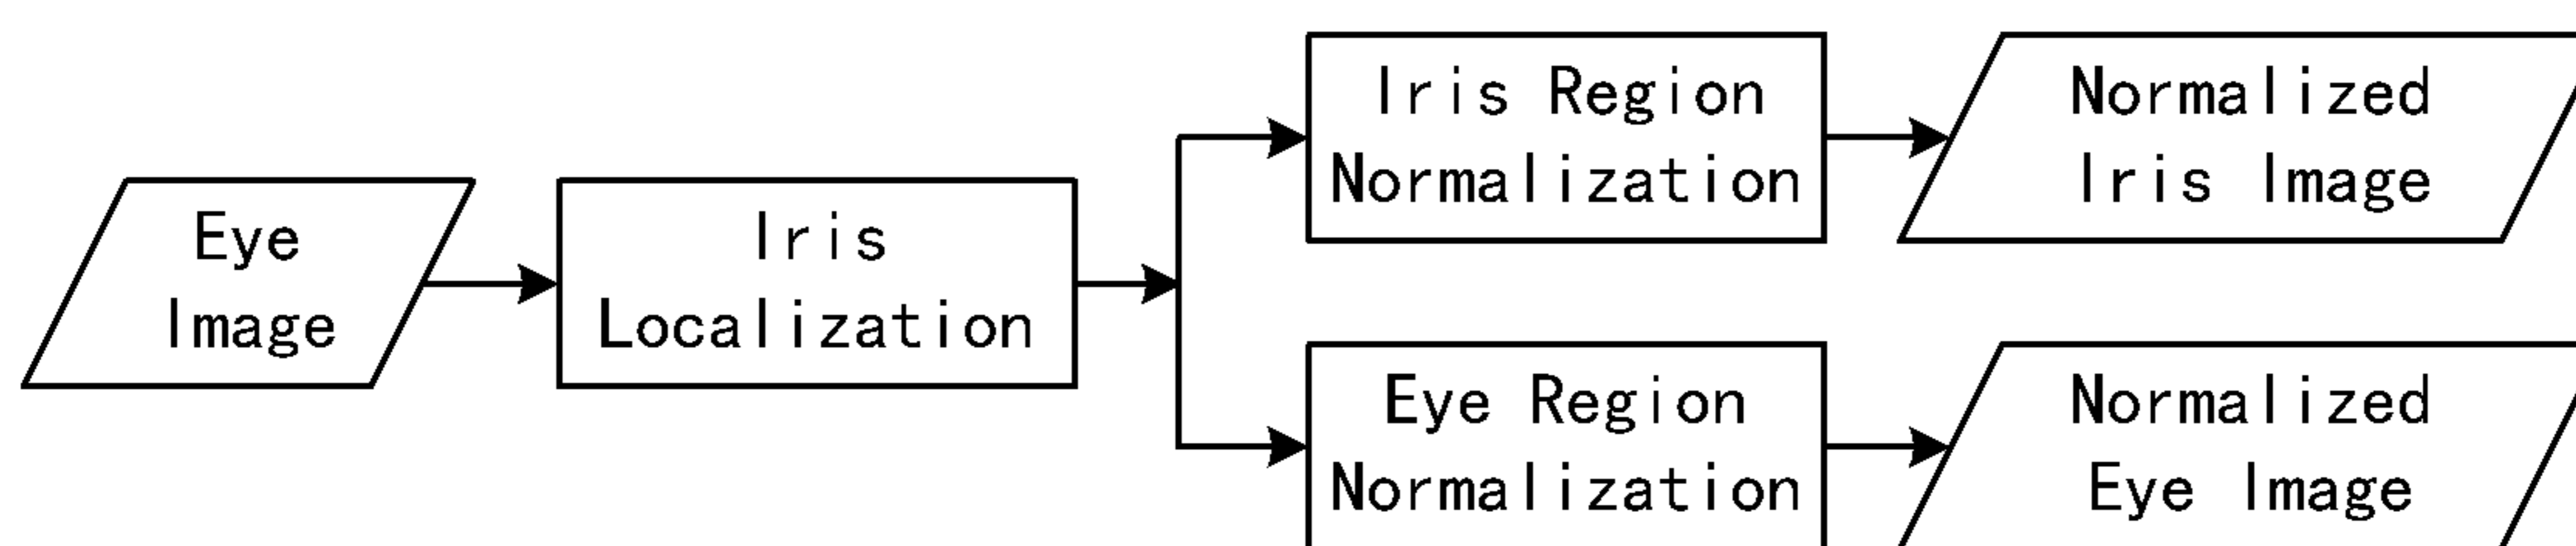 Eye
Image
Iris
Localization
Iris Region
Normalization
Normalized
Iris Image
Eye Region
Normalization
Normalized
Eye Image